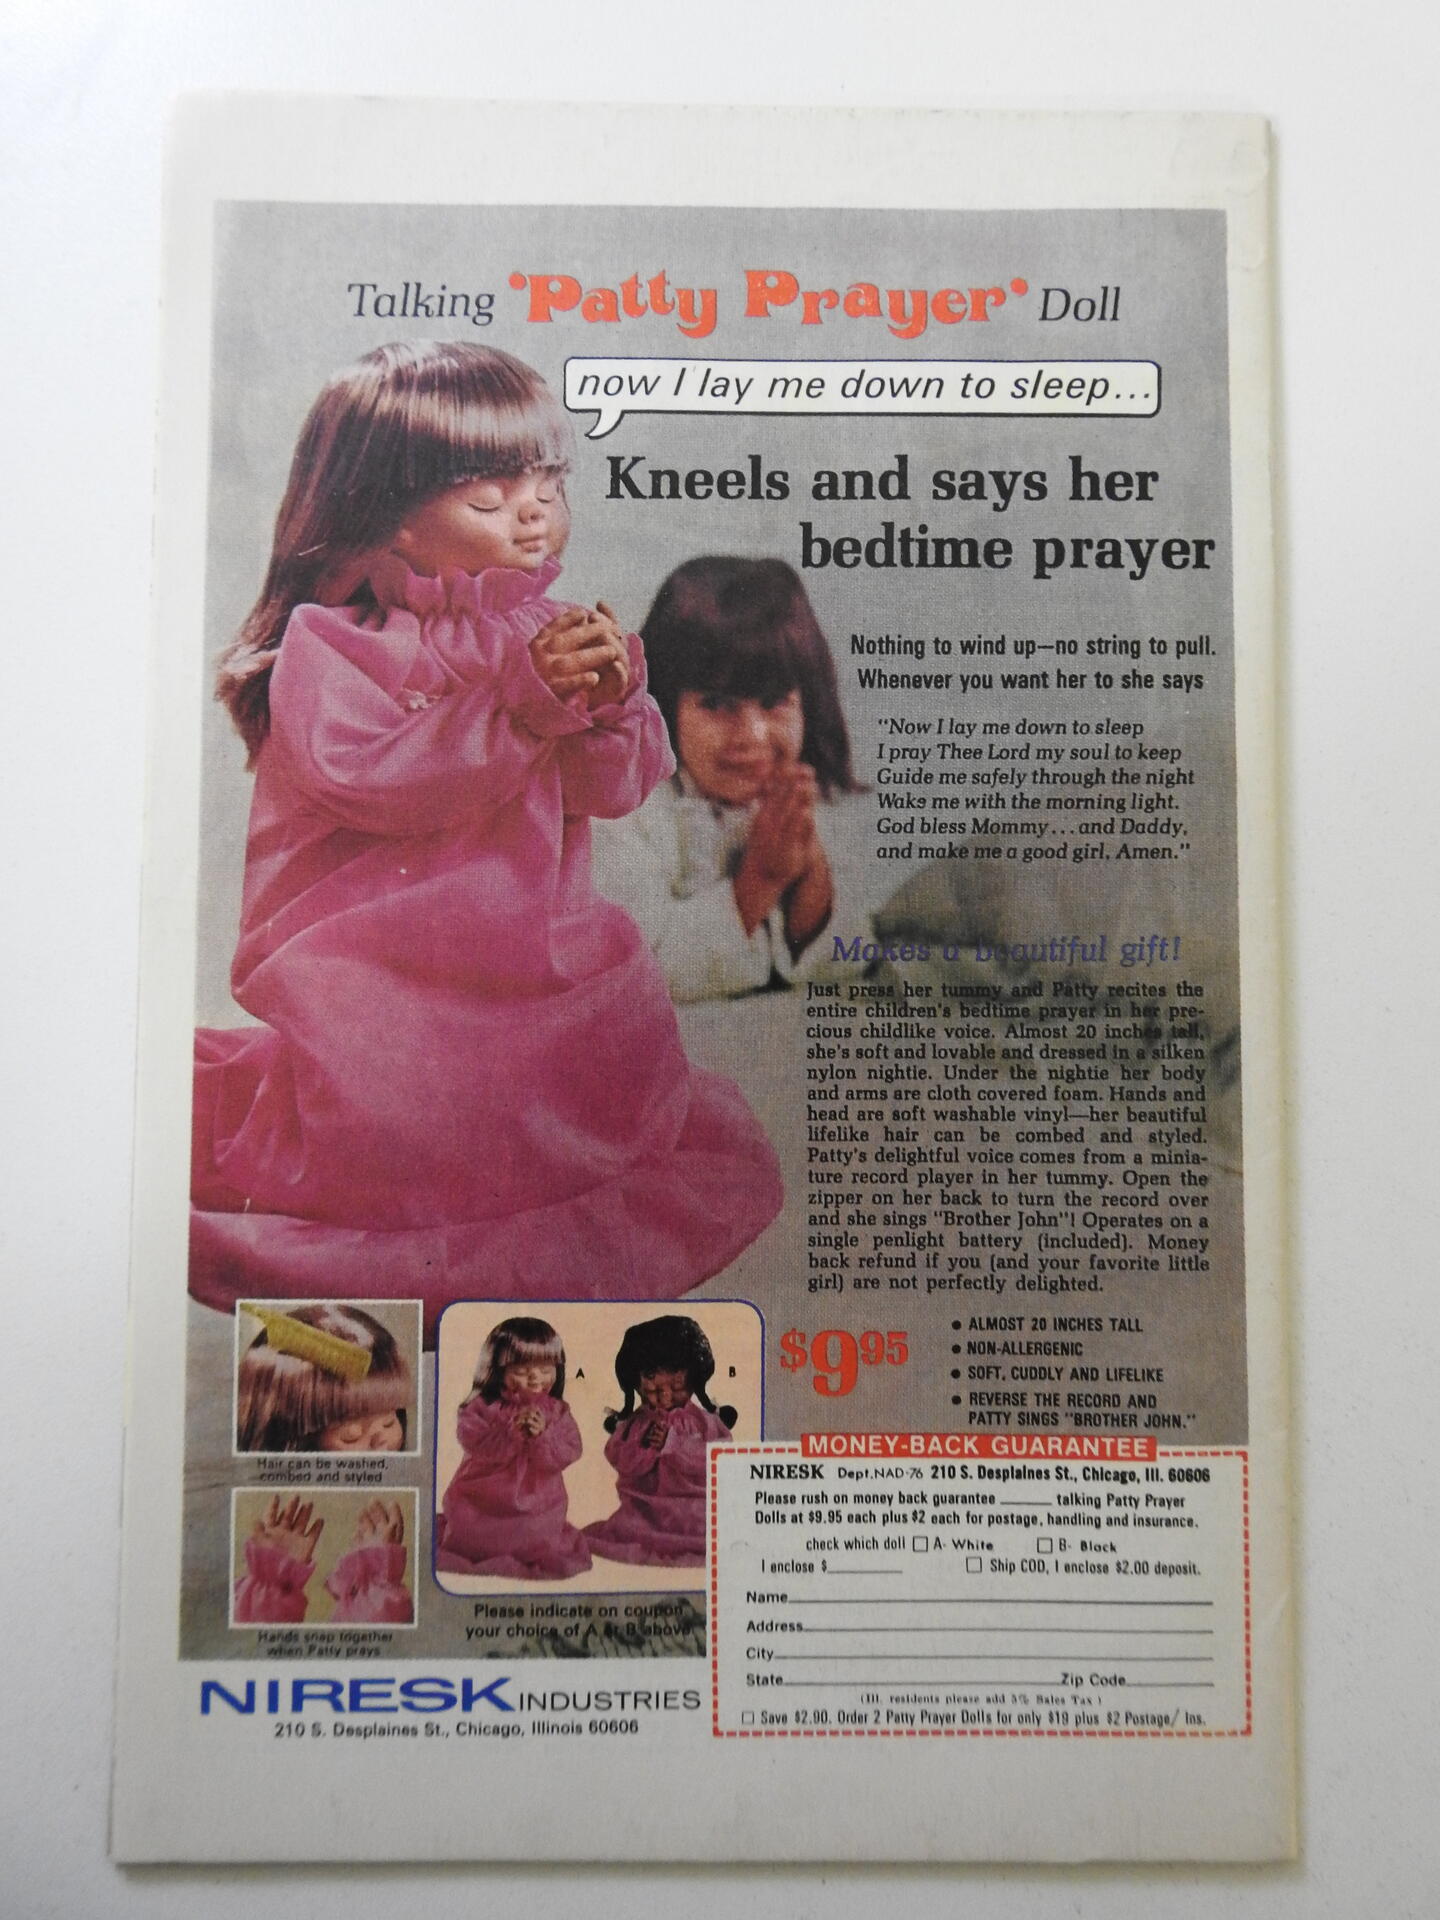 Talking 'Patty Prayer' Doll
now I lay me down to sleep...
Kneels and says her
bedtime prayer
Nothing to wind up—no string to pull.
Whenever you want her to she says
"Now I lay me down to sleep
I pray Thee Lord my soul to keep
Guide me safely through the night
Wake me with the morning light.
God bless Mommy...and Daddy,
and make me a good girl, Amen."
Makes a beautiful gift!
Just press her tummy and Patty recites the
entire children's bedtime prayer in her pre-
cious childlike voice. Almost 20 inches tall,
she's soft and lovable and dressed in a silken
nylon nightie. Under the nightie her body
and arms are cloth covered foam. Hands and
head are soft washable vinyl—her beautiful
lifelike hair can be combed and styled.
Patty's delightful voice comes from a minia-
ture record player in her tummy. Open the
zipper on her back to turn the record over
and she sings "Brother John"! Operates on a
single penlight battery (included). Money
back refund if you (and your favorite little
girl) are not perfectly delighted.
$9.95
● ALMOST 20 INCHES TALL
● NON-ALLERGENIC
● SOFT, CUDDLY AND LIFELIKE
● REVERSE THE RECORD AND
PATTY SINGS "BROTHER JOHN."
Hair can be washed,
combed and styled
Hands snap together
when Patty prays
A
B
Please indicate on coupon
your choice of A or B above.
NIRESK INDUSTRIES
210 S. Desplaines St., Chicago, Illinois 60606
MONEY-BACK GUARANTEE
NIRESK Dept.NAD-76 210 S. Desplaines St., Chicago, Ill. 60606
Please rush on money back guarantee ______ talking Patty Prayer
Dolls at $9.95 each plus $2 each for postage, handling and insurance.
check which doll □ A- White □ B- Black
I enclose $________ □ Ship COD, I enclose $2.00 deposit.
Name
Address
City
State Zip Code
(Ill. residents please add 5% Sales Tax)
□ Save $2.90. Order 2 Patty Prayer Dolls for only $19 plus $2 Postage/ Ins.